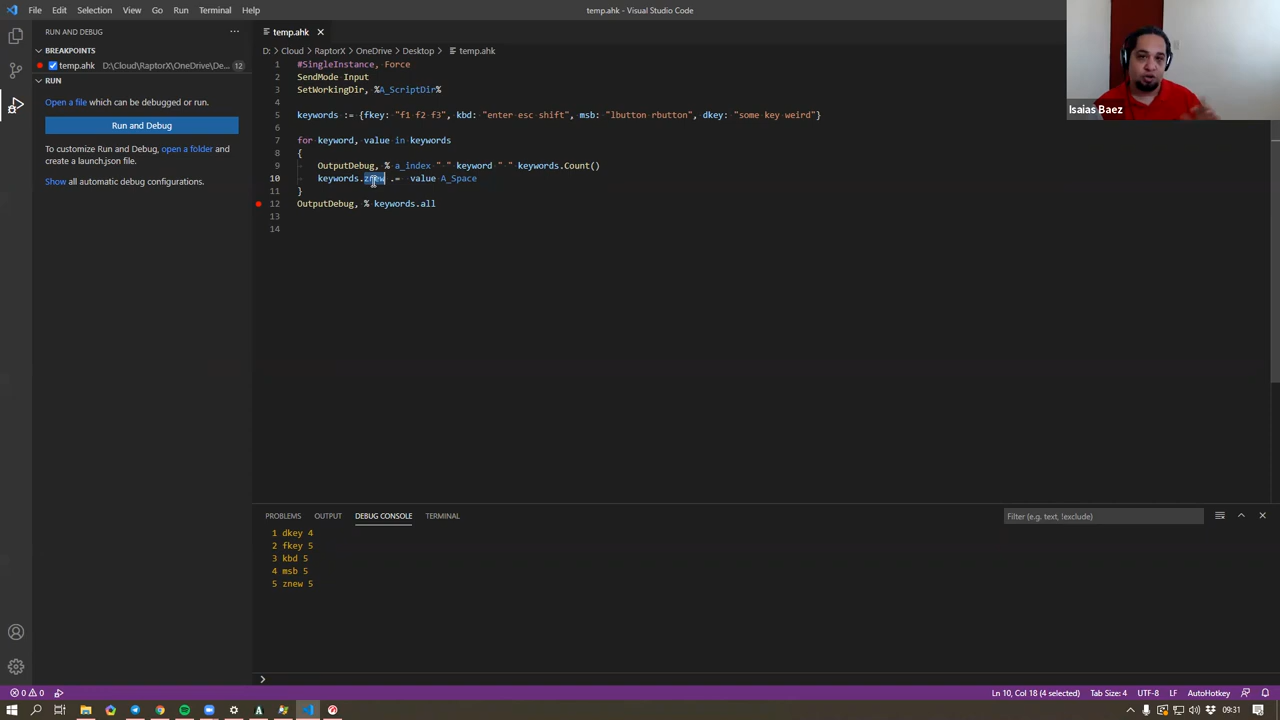 File Edit Selection View Go Run Terminal Help
temp.ahk - Visual Studio Code
RUN AND DEBUG
BREAKPOINTS
temp.ahk D:\Cloud\RaptorX\OneDrive\De... 12
RUN
Open a file which can be debugged or run.
Run and Debug
To customize Run and Debug, open a folder and create a launch.json file.
Show all automatic debug configurations.
temp.ahk
D: > Cloud > RaptorX > OneDrive > Desktop > temp.ahk
1 #SingleInstance, Force
2 SendMode Input
3 SetWorkingDir, %A_ScriptDir%
4
5 keywords := {fkey: "f1 f2 f3", kbd: "enter esc shift", msb: "lbutton rbutton", dkey: "some key weird"}
6
7 for keyword, value in keywords
8 {
9 OutputDebug, % a_index " " keyword " " keywords.Count()
10 keywords.znew .= value A_Space
11 }
12 OutputDebug, % keywords.all
13
14
Isaias Baez
PROBLEMS OUTPUT DEBUG CONSOLE TERMINAL
Filter (e.g. text, !exclude)
1 dkey 4
2 fkey 5
3 kbd 5
4 msb 5
5 znew 5
0 0
Ln 10, Col 18 (4 selected) Tab Size: 4 UTF-8 CRLF AutoHotkey
09:31